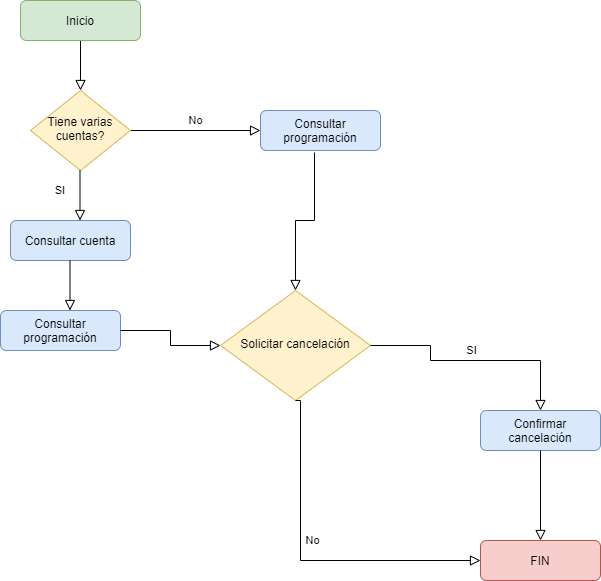 Inicio
Tiene varias
cuentas?
No
Consultar
programación
SI
Consultar cuenta
Consultar
programación
Solicitar cancelación
SI
Confirmar
cancelación
No
FIN